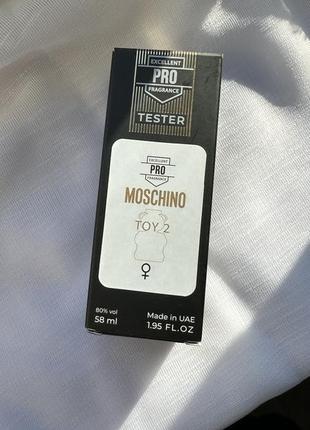 EXCELLENT
PRO
FRAGRANCE
TESTER
EXCELLENT
PRO
FRAGRANCE
MOSCHINO
TOY 2
80% vol
58 ml
Made in UAE
1.95 FL.OZ